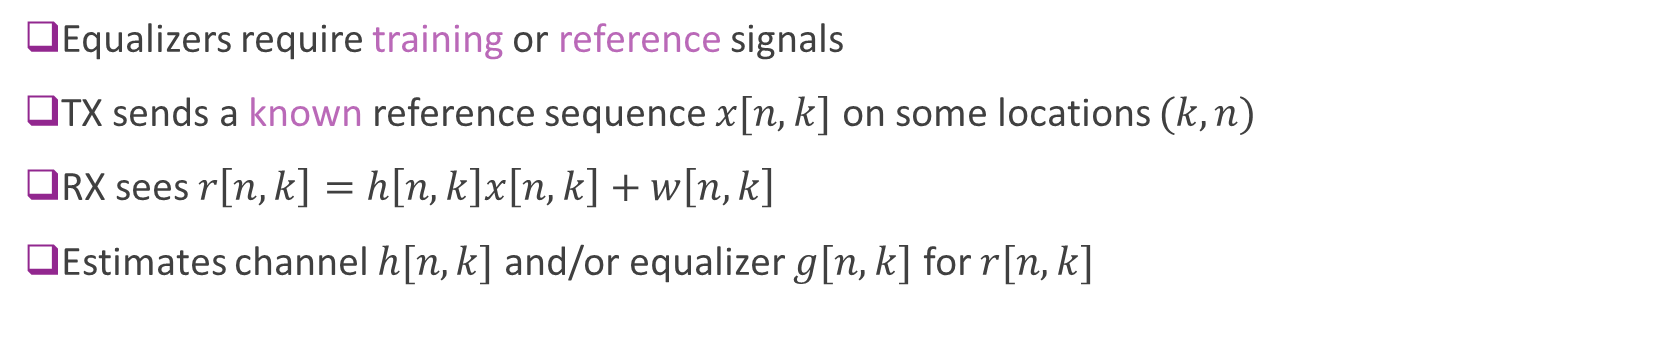 ❑Equalizers require training or reference signals
❑TX sends a known reference sequence 𝑥[𝑛, 𝑘] on some locations (𝑘, 𝑛)
❑RX sees 𝑟[𝑛, 𝑘] = ℎ[𝑛, 𝑘]𝑥[𝑛, 𝑘] + 𝑤[𝑛, 𝑘]
❑Estimates channel ℎ[𝑛, 𝑘] and/or equalizer 𝑔[𝑛, 𝑘] for 𝑟[𝑛, 𝑘]